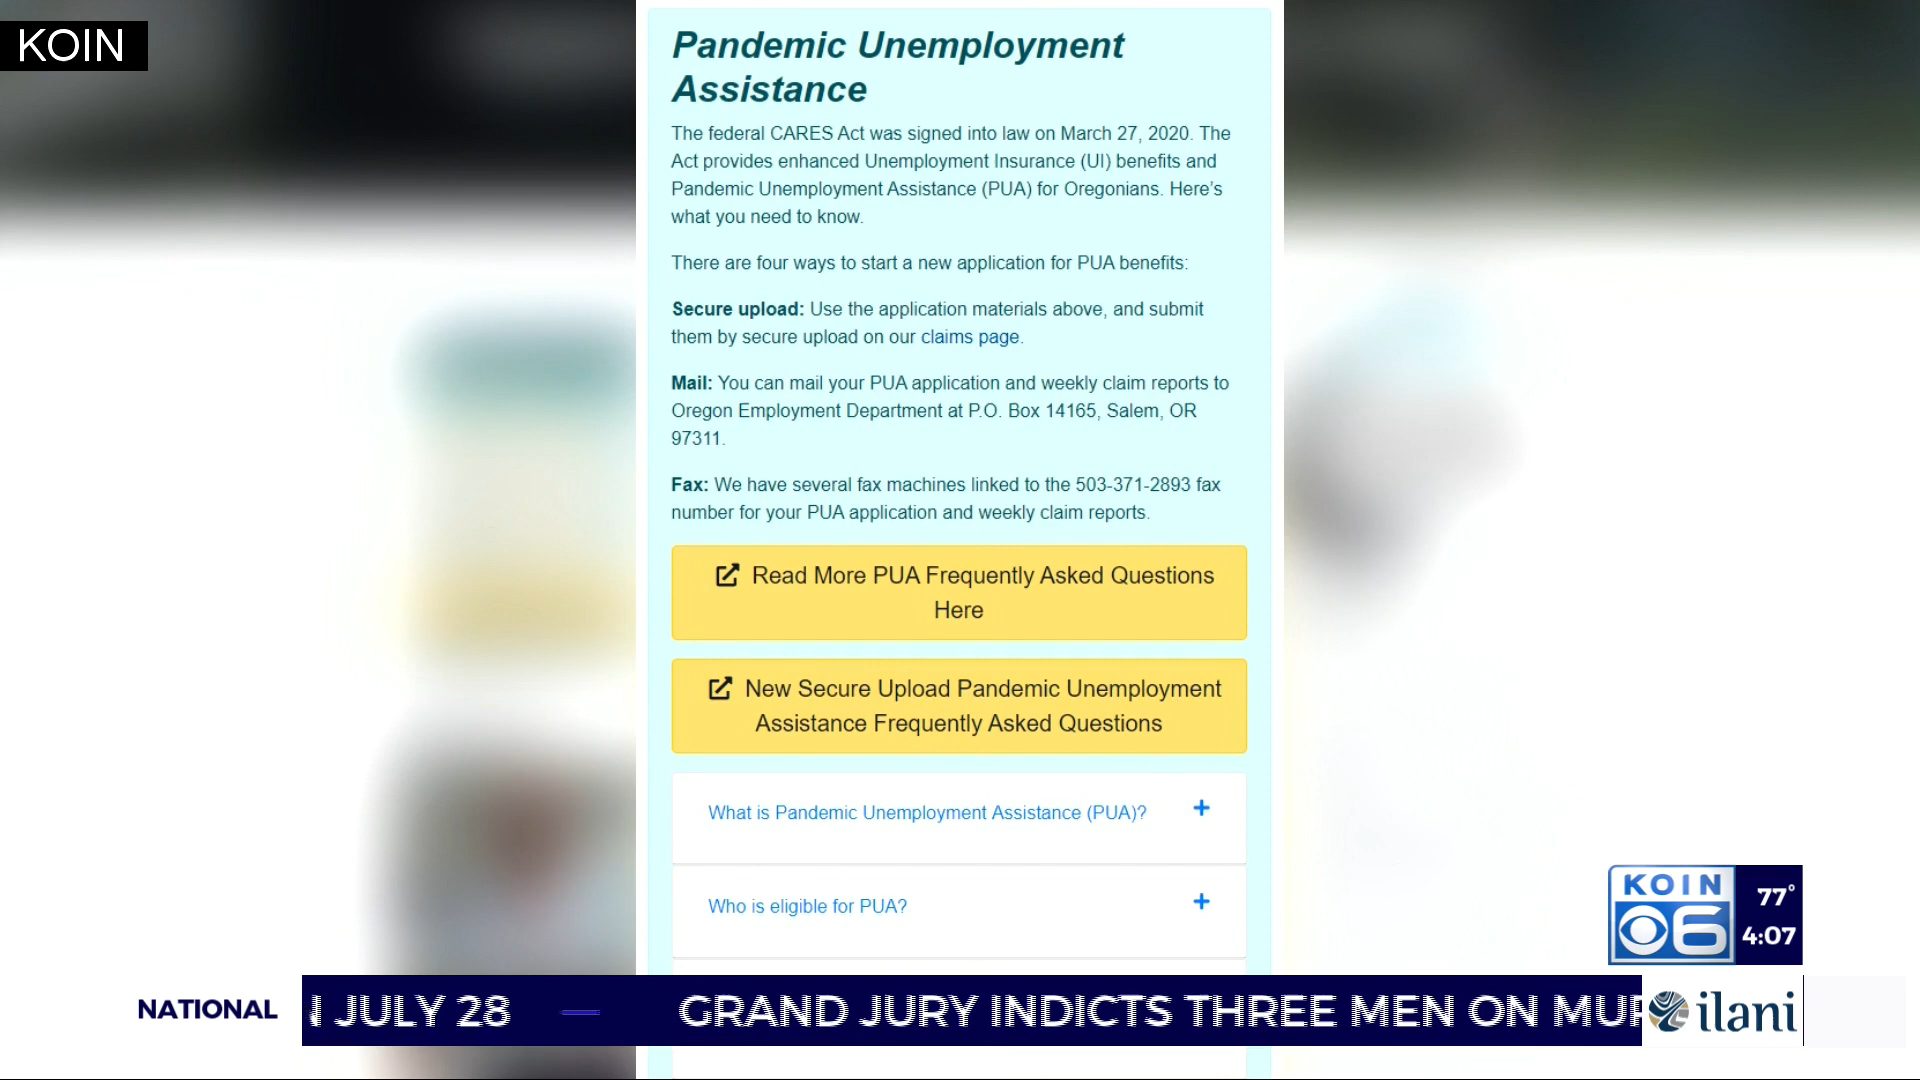 KOIN
Pandemic Unemployment
Assistance
The federal CARES Act was signed into law on March 27, 2020. The
Act provides enhanced Unemployment Insurance (UI) benefits and
Pandemic Unemployment Assistance (PUA) for Oregonians. Here's
what you need to know.
There are four ways to start a new application for PUA benefits:
Secure upload: Use the application materials above, and submit
them by secure upload on our claims page.
Mail: You can mail your PUA application and weekly claim reports to
Oregon Employment Department at P.O. Box 14165, Salem, OR
97311.
Fax: We have several fax machines linked to the 503-371-2893 fax
number for your PUA application and weekly claim reports.
Read More PUA Frequently Asked Questions
Here
New Secure Upload Pandemic Unemployment
Assistance Frequently Asked Questions
What is Pandemic Unemployment Assistance (PUA)?
Who is eligible for PUA?
KOIN
6
77°
4:07
NATIONAL
JULY 28 — GRAND JURY INDICTS THREE MEN ON
ilani